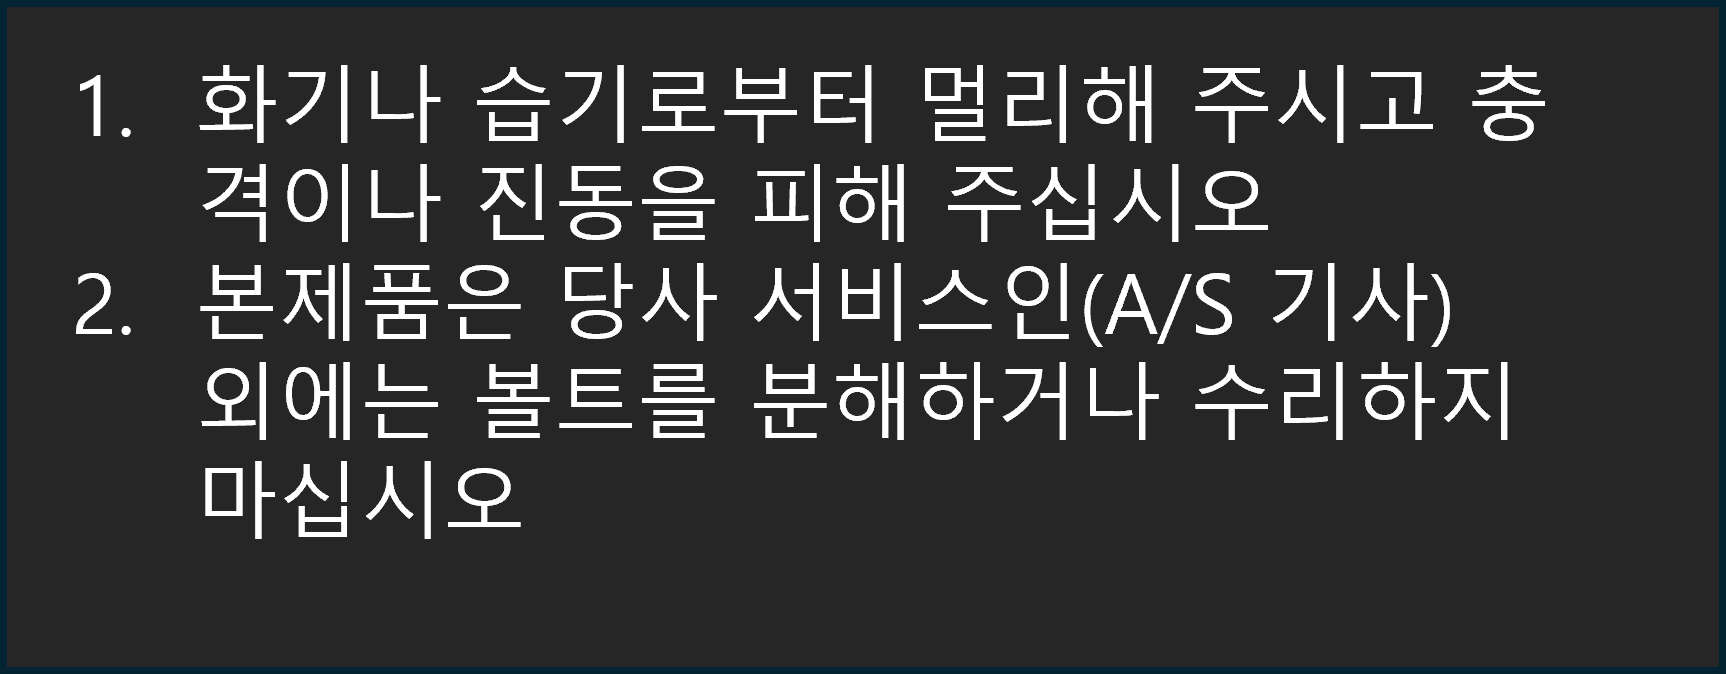 1. 화기나 습기로부터 멀리해 주시고 충
격이나 진동을 피해 주십시오
2. 본제품은 당사 서비스인(A/S 기사)
외에는 볼트를 분해하거나 수리하지
마십시오